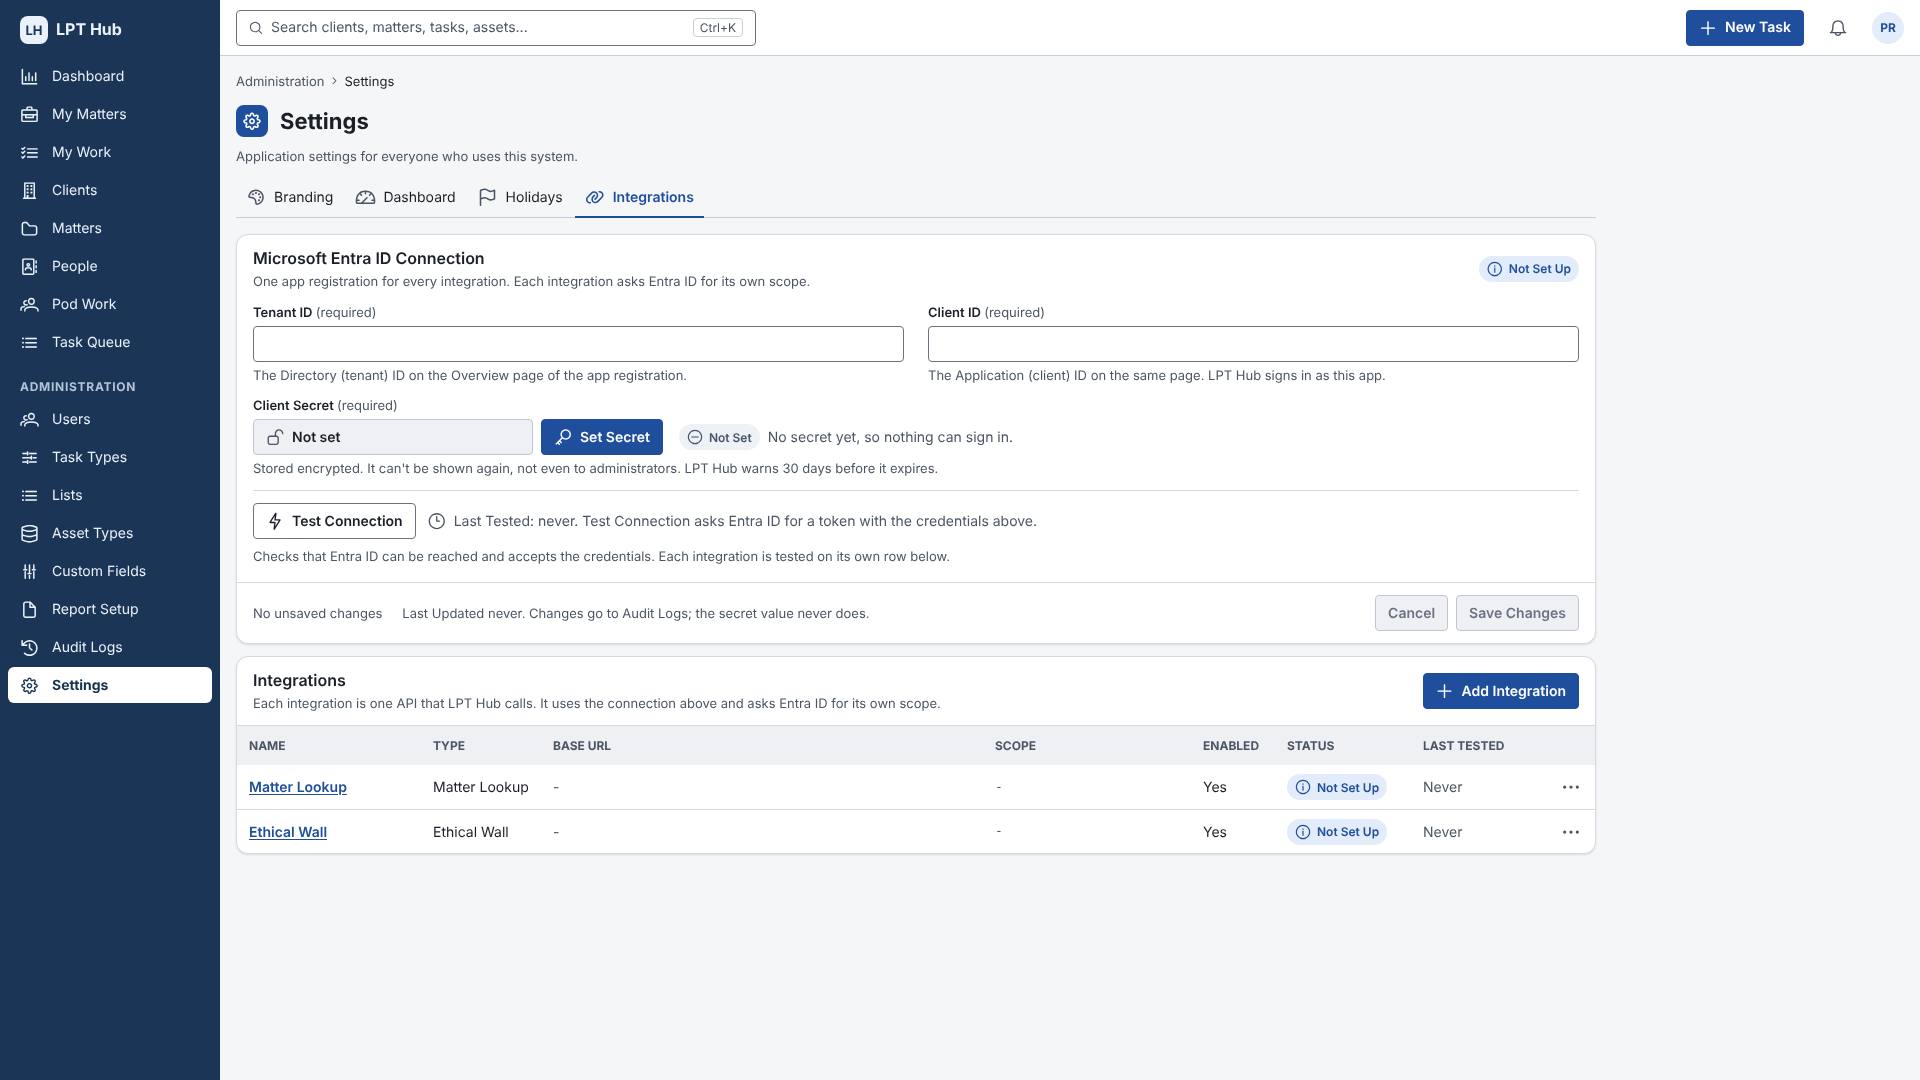 LH LPT Hub
Search clients, matters, tasks, assets...
Ctrl+K
New Task
PR
Dashboard
My Matters
My Work
Clients
Matters
People
Pod Work
Task Queue
ADMINISTRATION
Users
Task Types
Lists
Asset Types
Custom Fields
Report Setup
Audit Logs
Settings
Administration > Settings
Settings
Application settings for everyone who uses this system.
Branding
Dashboard
Holidays
Integrations
Microsoft Entra ID Connection
One app registration for every integration. Each integration asks Entra ID for its own scope.
Not Set Up
Tenant ID (required)
The Directory (tenant) ID on the Overview page of the app registration.
Client ID (required)
The Application (client) ID on the same page. LPT Hub signs in as this app.
Client Secret (required)
Not set
Set Secret
Not Set
No secret yet, so nothing can sign in.
Stored encrypted. It can't be shown again, not even to administrators. LPT Hub warns 30 days before it expires.
Test Connection
Last Tested: never. Test Connection asks Entra ID for a token with the credentials above.
Checks that Entra ID can be reached and accepts the credentials. Each integration is tested on its own row below.
No unsaved changes
Last Updated never. Changes go to Audit Logs; the secret value never does.
Cancel
Save Changes
Integrations
Each integration is one API that LPT Hub calls. It uses the connection above and asks Entra ID for its own scope.
Add Integration
NAME TYPE BASE URL SCOPE ENABLED STATUS LAST TESTED
Matter Lookup Matter Lookup - - Yes Not Set Up Never
Ethical Wall Ethical Wall - - Yes Not Set Up Never